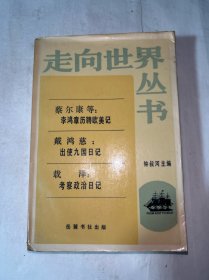 走向世界
丛书
蔡尔康等：
李鸿章历聘欧美记
戴鸿慈：
出使九国日记
载泽：
考察政治日记
钟叔河主编
岳麓书社出版